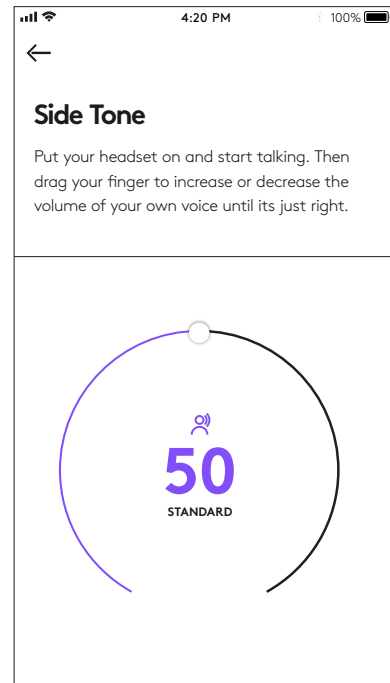 4:20 PM 100%
Side Tone
Put your headset on and start talking. Then
drag your finger to increase or decrease the
volume of your own voice until its just right.
50
STANDARD